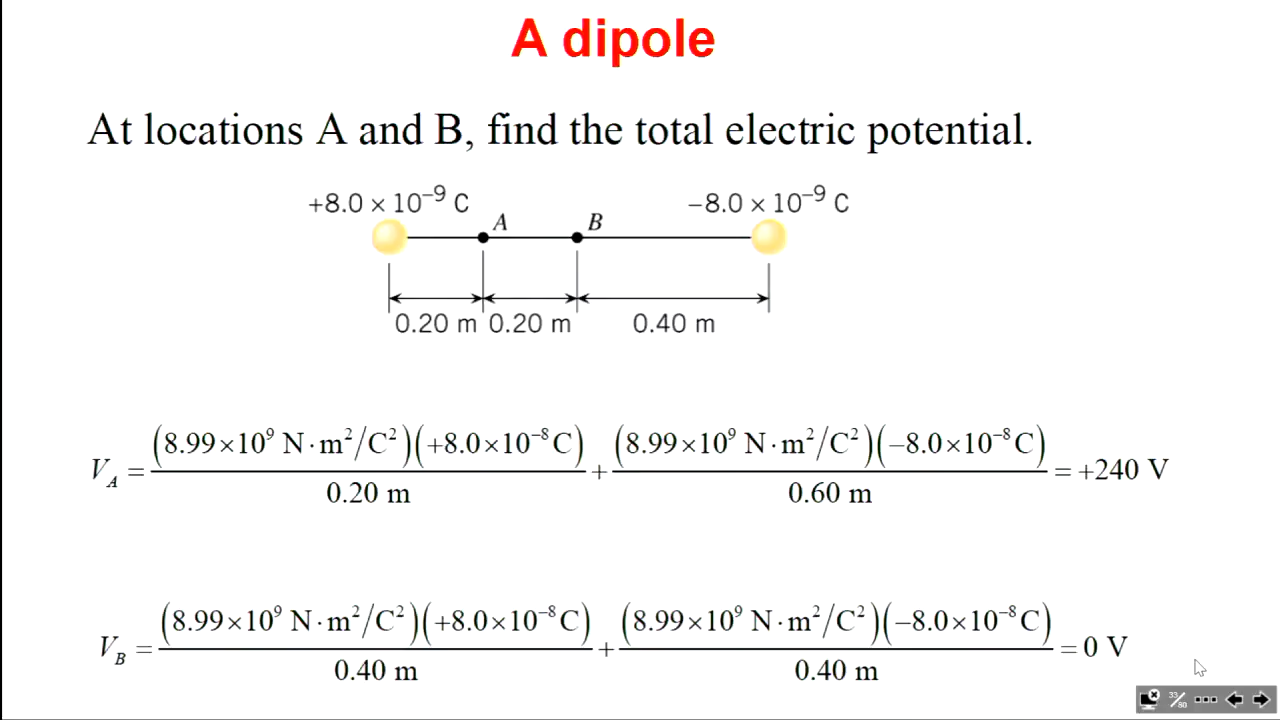 A dipole
At locations A and B, find the total electric potential.
+8.0 × 10⁻⁹ C
−8.0 × 10⁻⁹ C
A
B
0.20 m
0.20 m
0.40 m
V_A = (8.99×10⁹ N·m²/C²)(+8.0×10⁻⁸ C)/0.20 m + (8.99×10⁹ N·m²/C²)(−8.0×10⁻⁸ C)/0.60 m = +240 V
V_B = (8.99×10⁹ N·m²/C²)(+8.0×10⁻⁸ C)/0.40 m + (8.99×10⁹ N·m²/C²)(−8.0×10⁻⁸ C)/0.40 m = 0 V
33/80